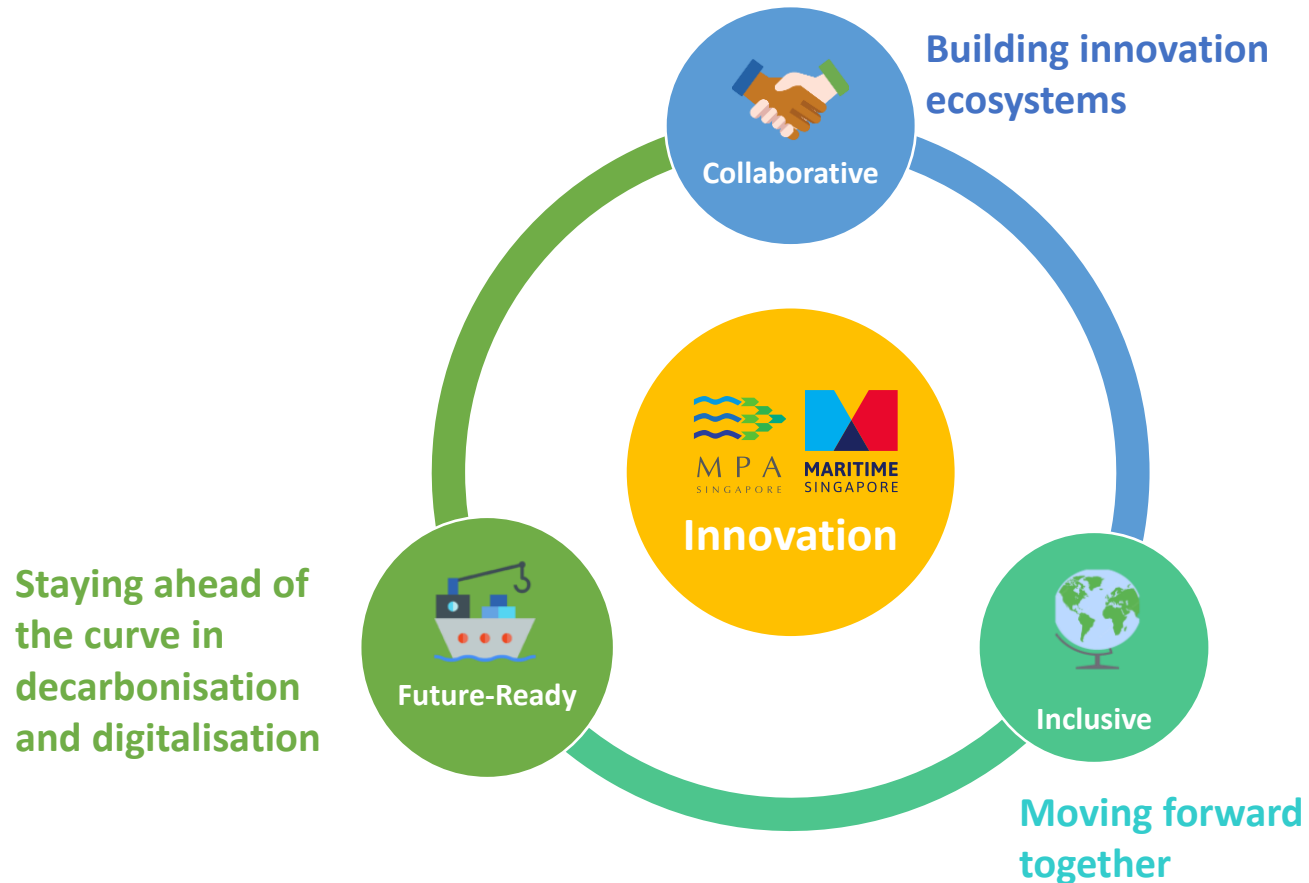 Building innovation
ecosystems
Collaborative
MPA
SINGAPORE
MARITIME
SINGAPORE
Innovation
Staying ahead of
the curve in
decarbonisation
and digitalisation
Future-Ready
Inclusive
Moving forward
together